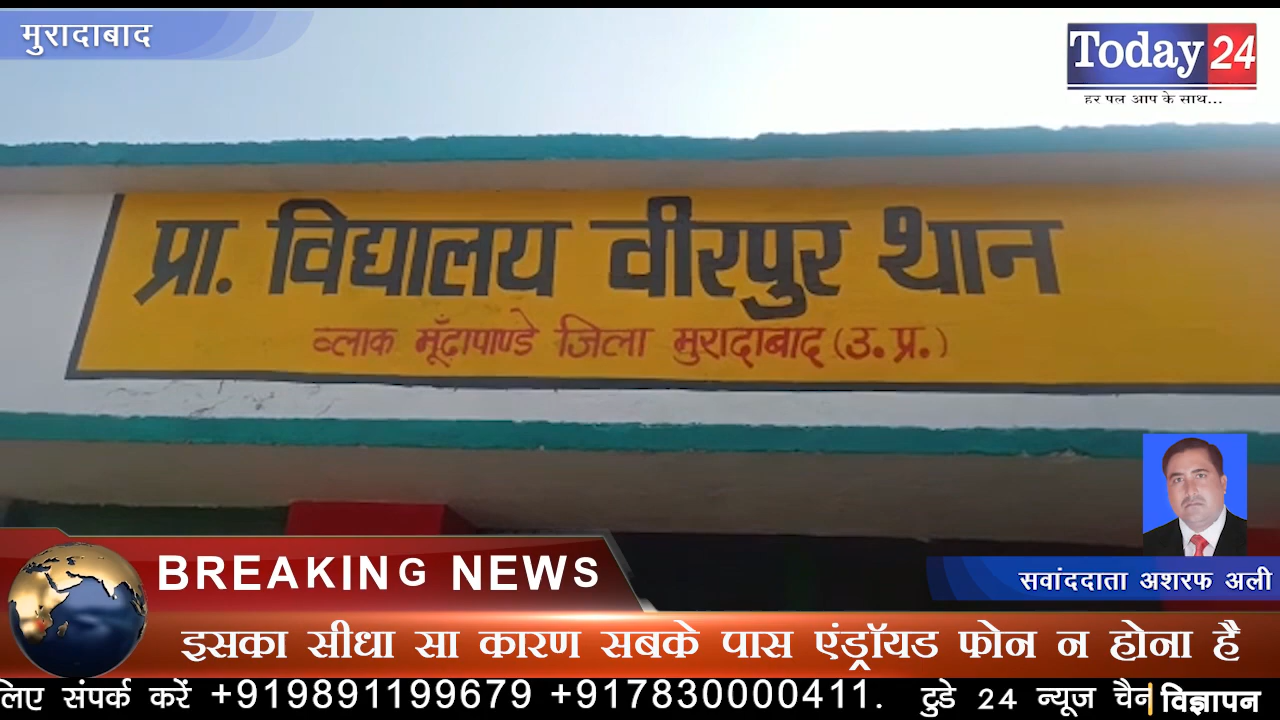 मुरादाबाद
Today 24
हर पल आप के साथ...
प्रा. विद्यालय वीरपुर थान
ब्लाक मूँढापाण्डे जिला मुरादाबाद (उ. प्र.)
BREAKING NEWS
सवांददाता अशरफ अली
इसका सीधा सा कारण सबके पास एंड्रॉयड फोन न होना है
लिए संपर्क करें +919891199679 +917830000411. टुडे 24 न्यूज चैन
विज्ञापन